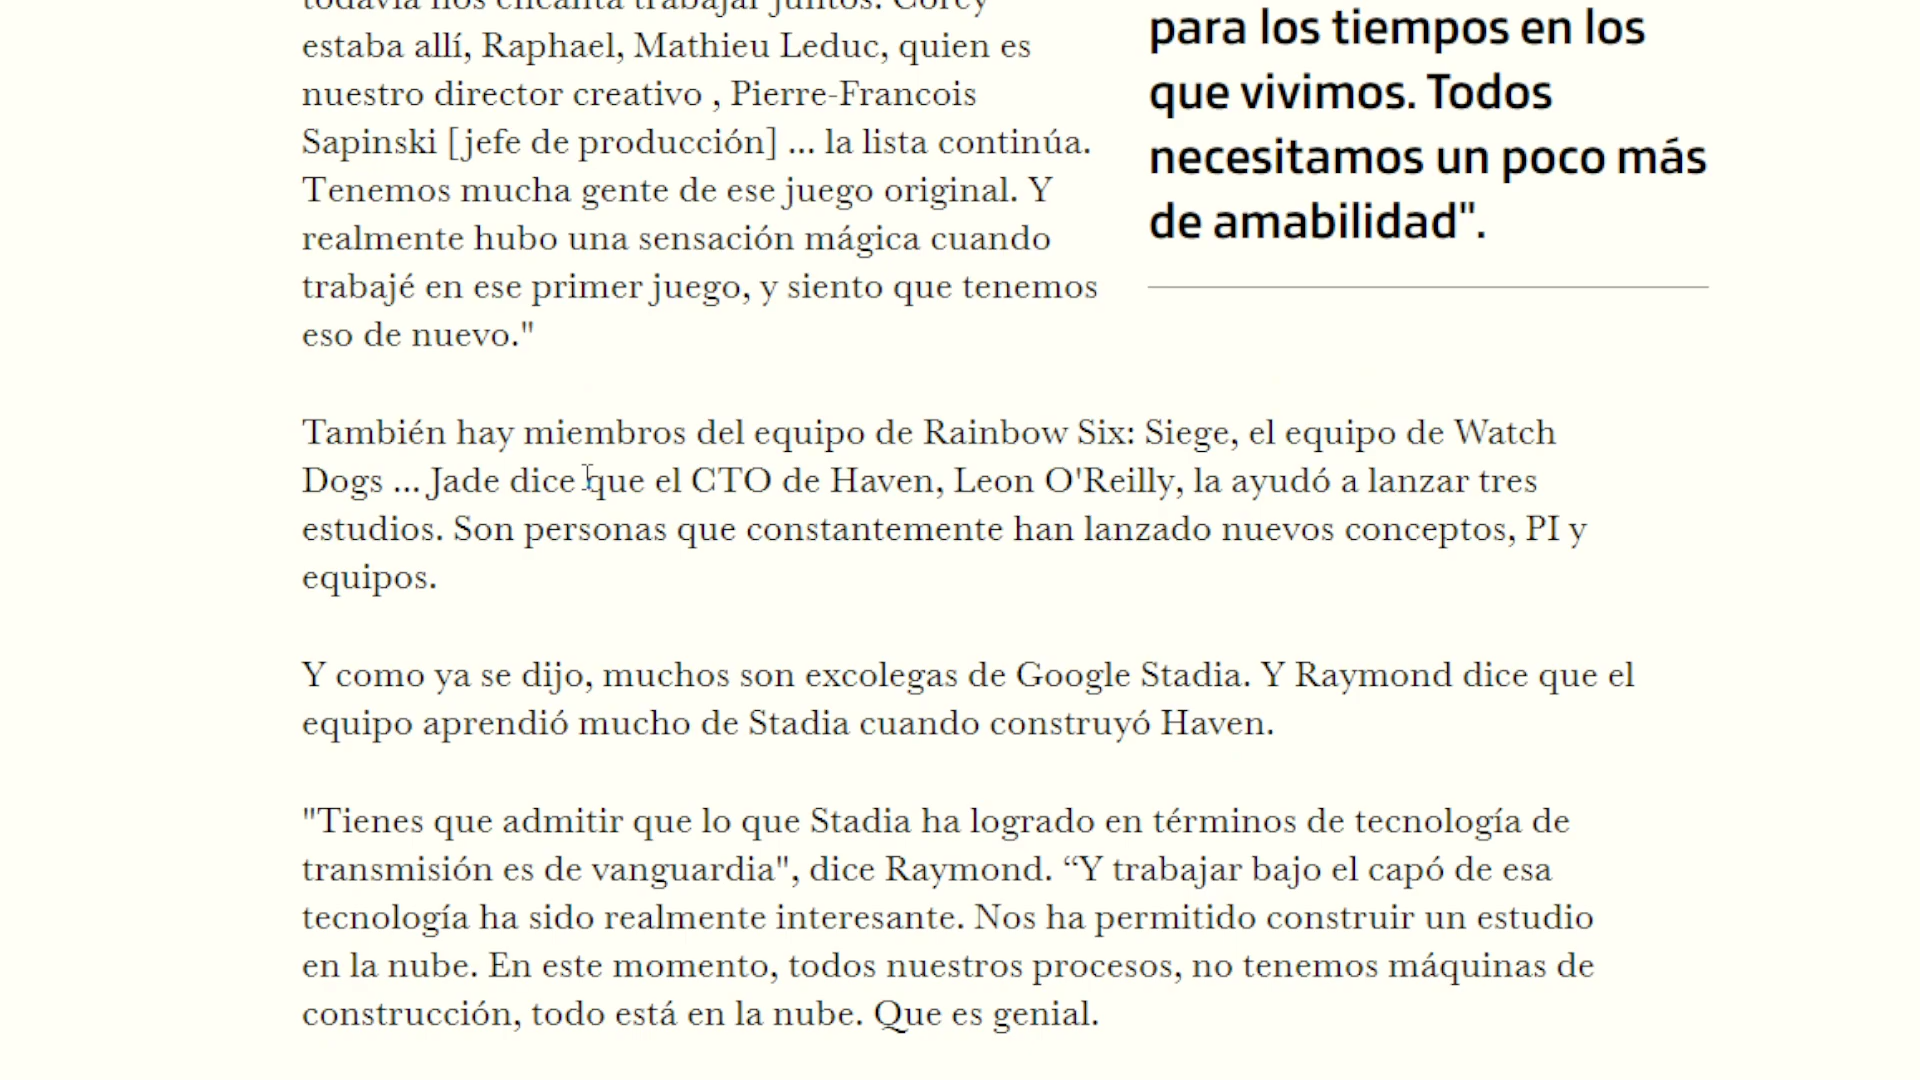 todavía nos encanta trabajar juntos. Corey
estaba allí, Raphael, Mathieu Leduc, quien es
nuestro director creativo , Pierre-Francois
Sapinski [jefe de producción] ... la lista continúa.
Tenemos mucha gente de ese juego original. Y
realmente hubo una sensación mágica cuando
trabajé en ese primer juego, y siento que tenemos
eso de nuevo."
para los tiempos en los
que vivimos. Todos
necesitamos un poco más
de amabilidad".
También hay miembros del equipo de Rainbow Six: Siege, el equipo de Watch
Dogs ... Jade dice que el CTO de Haven, Leon O'Reilly, la ayudó a lanzar tres
estudios. Son personas que constantemente han lanzado nuevos conceptos, PI y
equipos.
Y como ya se dijo, muchos son excolegas de Google Stadia. Y Raymond dice que el
equipo aprendió mucho de Stadia cuando construyó Haven.
"Tienes que admitir que lo que Stadia ha logrado en términos de tecnología de
transmisión es de vanguardia", dice Raymond. “Y trabajar bajo el capó de esa
tecnología ha sido realmente interesante. Nos ha permitido construir un estudio
en la nube. En este momento, todos nuestros procesos, no tenemos máquinas de
construcción, todo está en la nube. Que es genial.